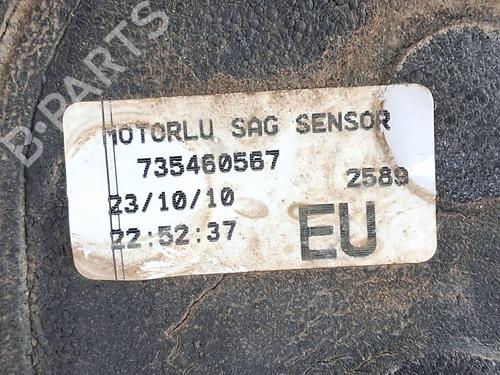 B-PARTS
MOTORLU SAG SENSOR
735460567
2589
23/10/10
22:52:37
EU